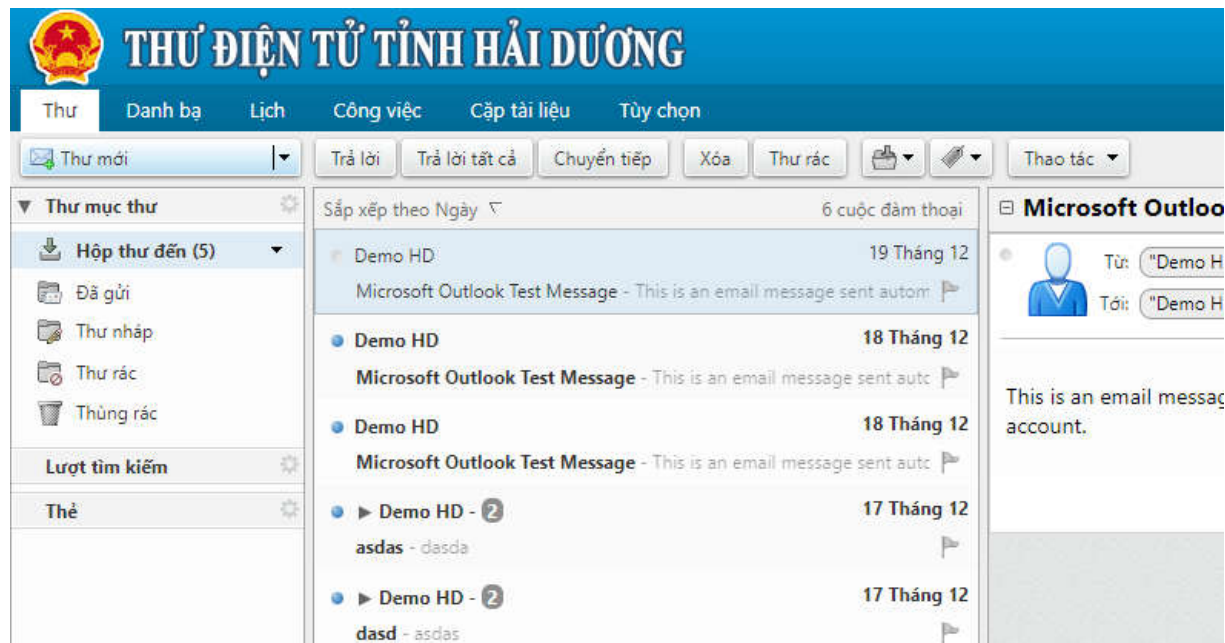 THƯ ĐIỆN TỬ TỈNH HẢI DƯƠNG
Thư Danh bạ Lịch Công việc Cặp tài liệu Tùy chọn
Thư mới Trả lời Trả lời tất cả Chuyển tiếp Xóa Thư rác Thao tác
Thư mục thư
Hộp thư đến (5)
Đã gửi
Thư nháp
Thư rác
Thùng rác
Lượt tìm kiếm
Thẻ
Sắp xếp theo Ngày 6 cuộc đàm thoại
Demo HD 19 Tháng 12
Microsoft Outlook Test Message - This is an email message sent autom
Demo HD 18 Tháng 12
Microsoft Outlook Test Message - This is an email message sent autc
Demo HD 18 Tháng 12
Microsoft Outlook Test Message - This is an email message sent autc
Demo HD - 2 17 Tháng 12
asdas - dasda
Demo HD - 2 17 Tháng 12
dasd - asdas
Microsoft Outloo
Từ: "Demo H
Tới: "Demo H
This is an email messag
account.